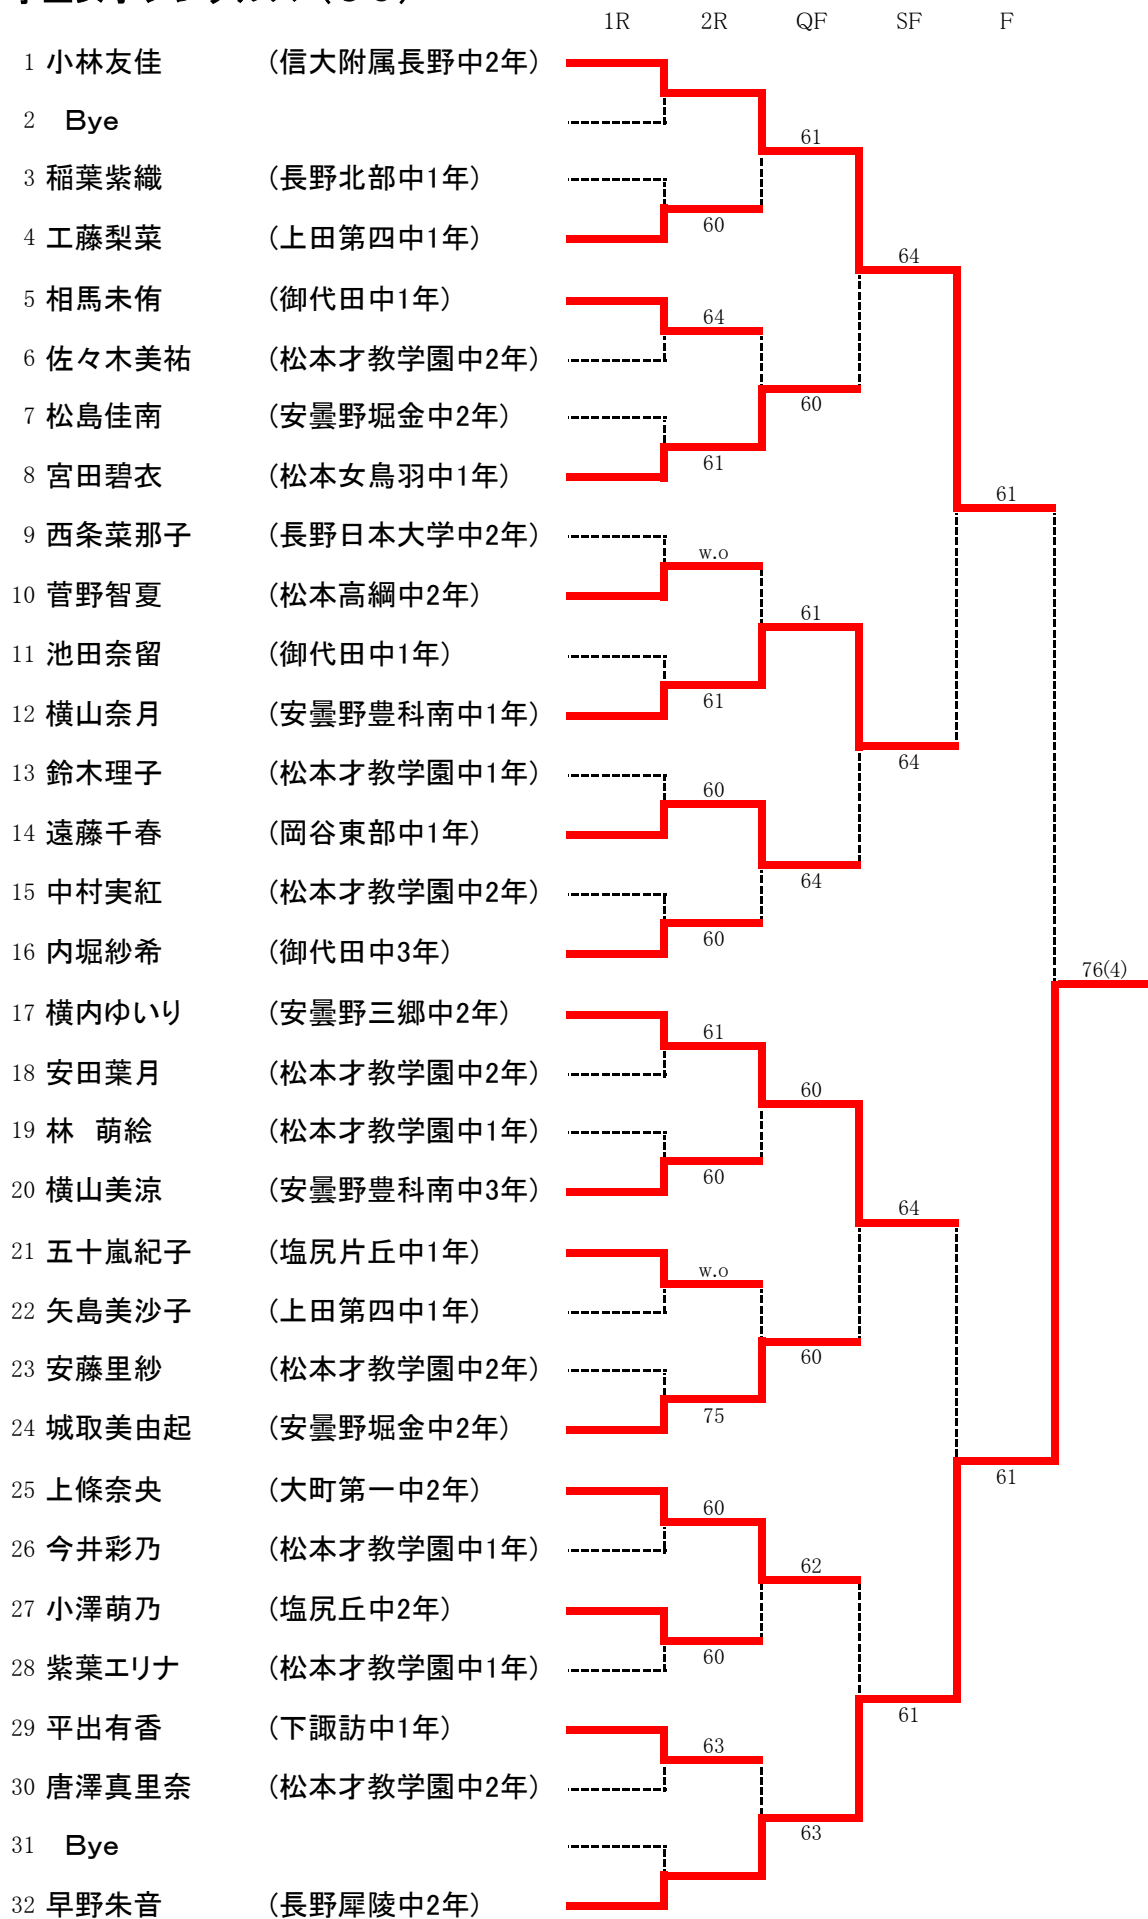 1R 2R QF SF F
1 小林友佳 (信大附属長野中2年)
2 Bye
61
3 稲葉紫織 (長野北部中1年)
60
4 工藤梨菜 (上田第四中1年)
64
5 相馬未侑 (御代田中1年)
64
6 佐々木美祐 (松本才教学園中2年)
60
7 松島佳南 (安曇野堀金中2年)
61
8 宮田碧衣 (松本女鳥羽中1年)
61
9 西条菜那子 (長野日本大学中2年)
w.o
10 菅野智夏 (松本高綱中2年)
61
11 池田奈留 (御代田中1年)
61
12 横山奈月 (安曇野豊科南中1年)
64
13 鈴木理子 (松本才教学園中1年)
60
14 遠藤千春 (岡谷東部中1年)
64
15 中村実紅 (松本才教学園中2年)
60
16 内堀紗希 (御代田中3年)
76(4)
17 横内ゆいり (安曇野三郷中2年)
61
18 安田葉月 (松本才教学園中2年)
60
19 林 萌絵 (松本才教学園中1年)
60
20 横山美涼 (安曇野豊科南中3年)
64
21 五十嵐紀子 (塩尻片丘中1年)
w.o
22 矢島美沙子 (上田第四中1年)
60
23 安藤里紗 (松本才教学園中2年)
75
24 城取美由起 (安曇野堀金中2年)
61
25 上條奈央 (大町第一中2年)
60
26 今井彩乃 (松本才教学園中1年)
62
27 小澤萌乃 (塩尻丘中2年)
60
28 紫葉エリナ (松本才教学園中1年)
61
29 平出有香 (下諏訪中1年)
63
30 唐澤真里奈 (松本才教学園中2年)
63
31 Bye
32 早野朱音 (長野犀陵中2年)